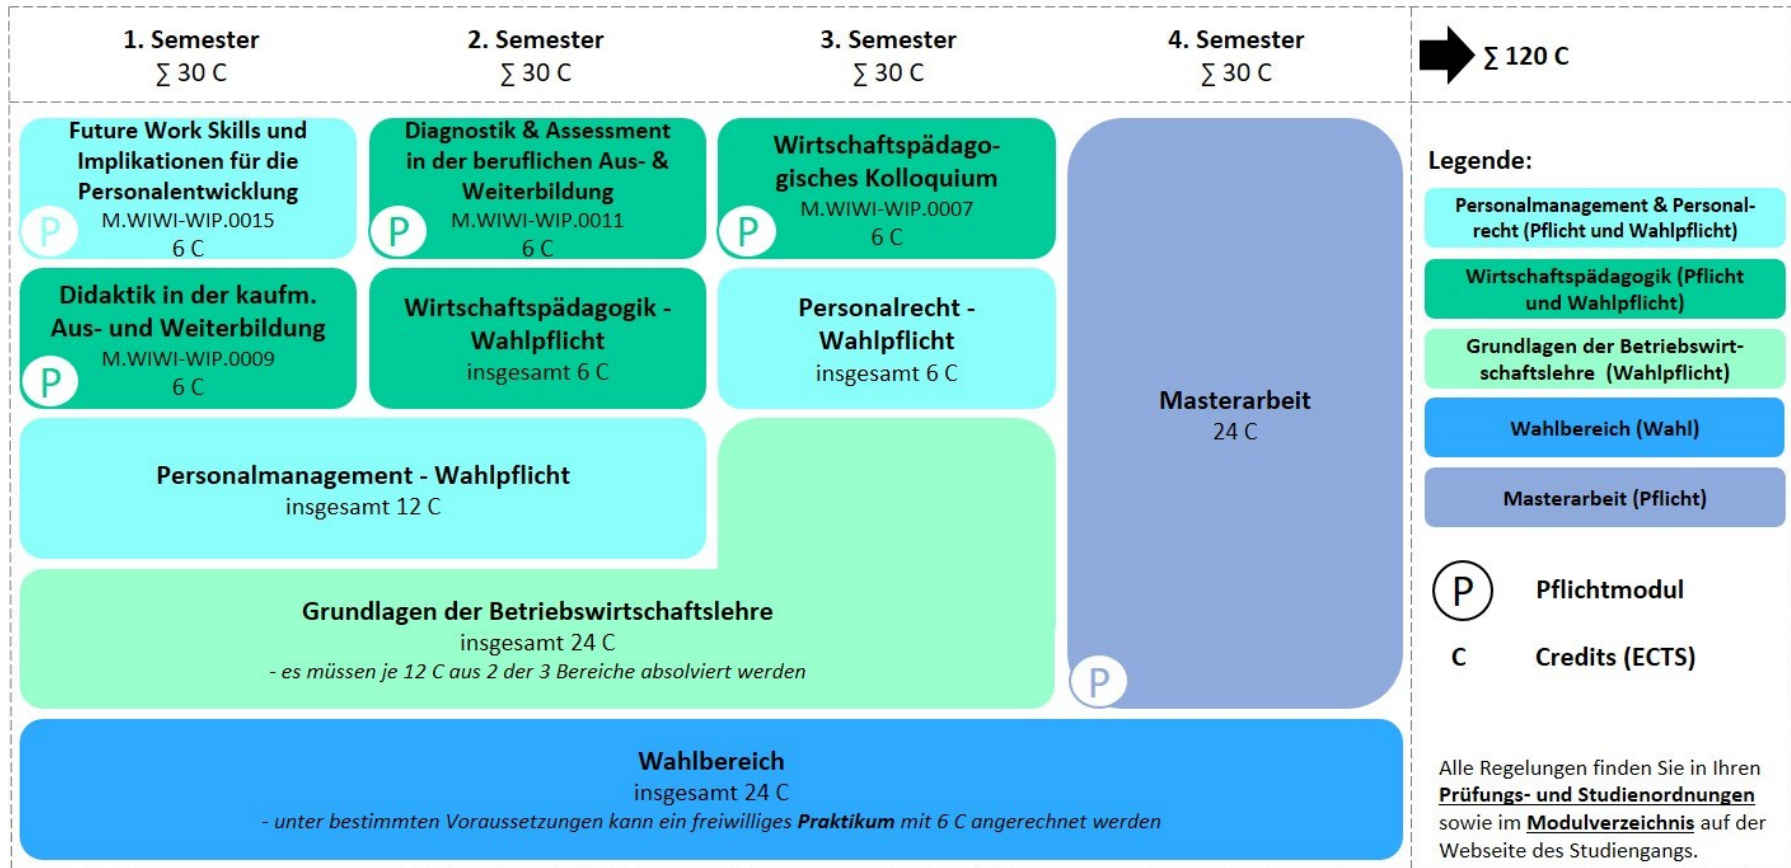 1. Semester
∑ 30 C
2. Semester
∑ 30 C
3. Semester
∑ 30 C
4. Semester
∑ 30 C
∑ 120 C
Future Work Skills und
Implikationen für die
Personalentwicklung
M.WIWI-WIP.0015
6 C
P
Diagnostik & Assessment
in der beruflichen Aus- &
Weiterbildung
M.WIWI-WIP.0011
6 C
P
Wirtschaftspädago-
gisches Kolloquium
M.WIWI-WIP.0007
6 C
P
Didaktik in der kaufm.
Aus- und Weiterbildung
M.WIWI-WIP.0009
6 C
P
Wirtschaftspädagogik -
Wahlpflicht
insgesamt 6 C
Personalrecht -
Wahlpflicht
insgesamt 6 C
Masterarbeit
24 C
P
Personalmanagement - Wahlpflicht
insgesamt 12 C
Grundlagen der Betriebswirtschaftslehre
insgesamt 24 C
- es müssen je 12 C aus 2 der 3 Bereiche absolviert werden
Wahlbereich
insgesamt 24 C
- unter bestimmten Voraussetzungen kann ein freiwilliges Praktikum mit 6 C angerechnet werden
Legende:
Personalmanagement & Personal-
recht (Pflicht und Wahlpflicht)
Wirtschaftspädagogik (Pflicht
und Wahlpflicht)
Grundlagen der Betriebswirt-
schaftslehre (Wahlpflicht)
Wahlbereich (Wahl)
Masterarbeit (Pflicht)
P Pflichtmodul
C Credits (ECTS)
Alle Regelungen finden Sie in Ihren
Prüfungs- und Studienordnungen
sowie im Modulverzeichnis auf der
Webseite des Studiengangs.